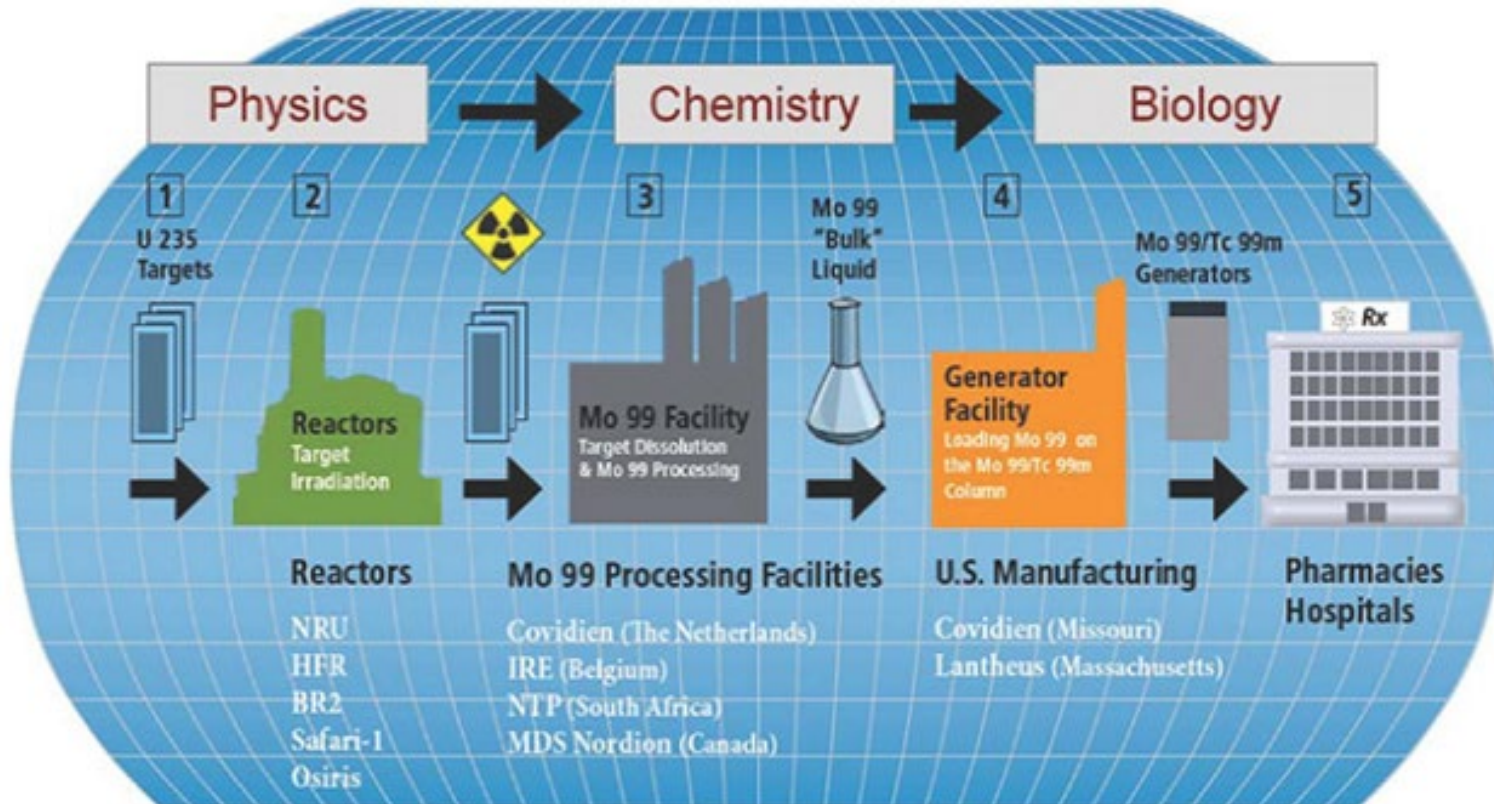 Physics
Chemistry
Biology
1
U 235
Targets
2
3
Mo 99
"Bulk"
Liquid
4
Mo 99/Tc 99m
Generators
5
Rx
Reactors
Target
Irradiation
Mo 99 Facility
Target Dissolution
& Mo 99 Processing
Generator
Facility
Loading Mo 99 on
the Mo 99/Tc 99m
Column
Reactors
NRU
HFR
BR2
Safari-1
Osiris
Mo 99 Processing Facilities
Covidien (The Netherlands)
IRE (Belgium)
NTP (South Africa)
MDS Nordion (Canada)
U.S. Manufacturing
Covidien (Missouri)
Lantheus (Massachusetts)
Pharmacies
Hospitals